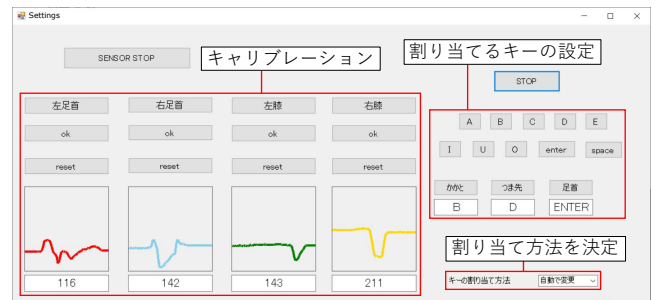 Settings
SENSOR STOP
キャリブレーション
割り当てるキーの設定
STOP
左足首 右足首 左膝 右膝
ok ok ok ok
reset reset reset reset
A B C D E
I U O enter space
かかと つま先 足首
B D ENTER
割り当て方法を決定
キーの割り当て方法 自動で変更
116 142 143 211